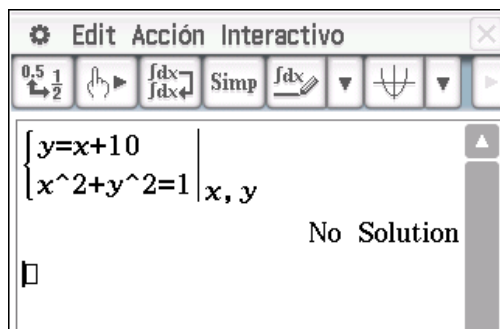 Edit Acción Interactivo
0.5 1/2 ∫dx ∫dx Simp ∫dx
y=x+10
x^2+y^2=1 x, y
No Solution